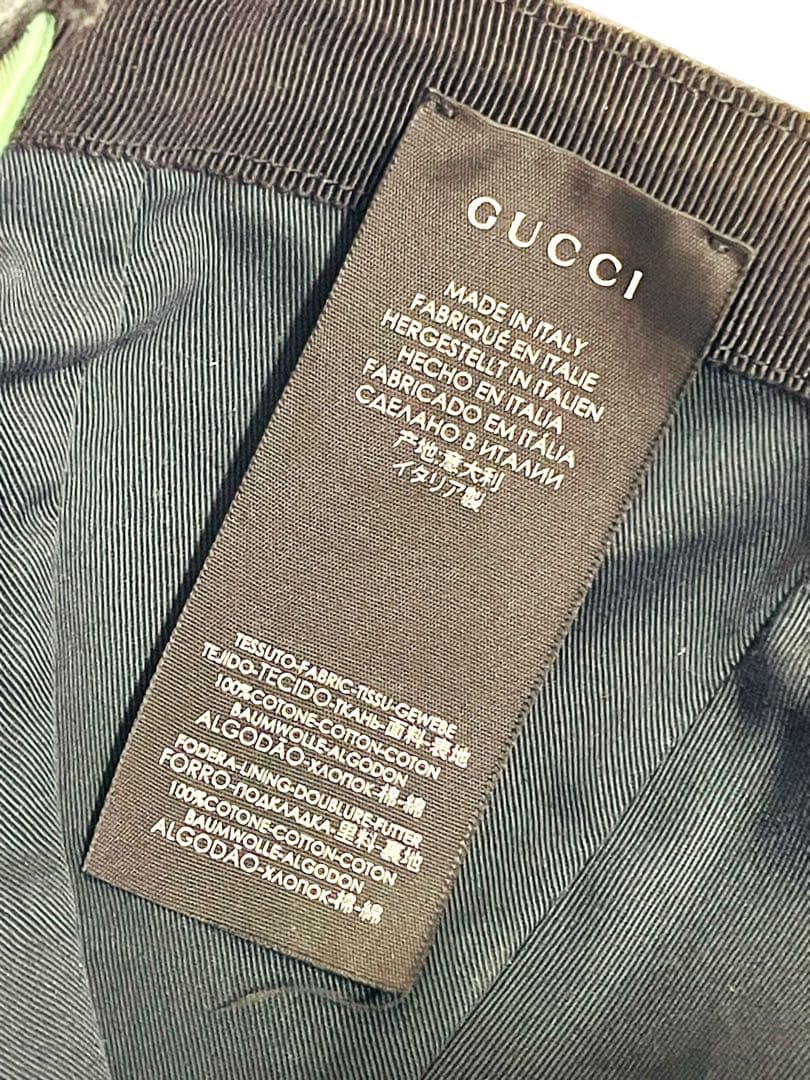 GUCCI
MADE IN ITALY
FABRIQUÉ EN ITALIE
HERGESTELLT IN ITALIEN
HECHO EN ITALIA
FABRICADO EM ITÁLIA
СДЕЛАНО В ИТАЛИИ
产地:意大利
イタリア製
TESSUTO-FABRIC-TISSU-GEWEBE
TEJIDO-TECIDO-ТКАНЬ-面料-表地
100%COTONE-COTTON-COTON
BAUMWOLLE-ALGODON
ALGODÃO-ХЛОПОК-棉-綿
FODERA-LINING-DOUBLURE-FUTTER
FORRO-ПОДКЛАДКА-里料-裏地
100%COTONE-COTTON-COTON
BAUMWOLLE-ALGODON
ALGODÃO-ХЛОПОК-棉-綿